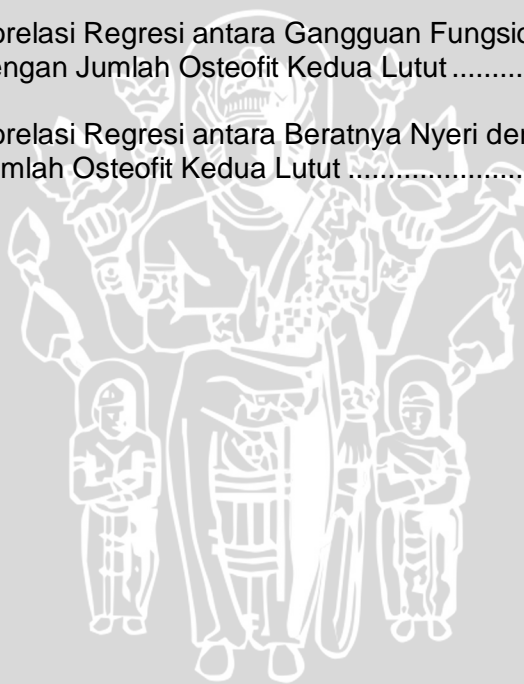 orelasi Regresi antara Gangguan Fungsio
engan Jumlah Osteofit Kedua Lutut .........
orelasi Regresi antara Beratnya Nyeri den
mlah Osteofit Kedua Lutut ......................